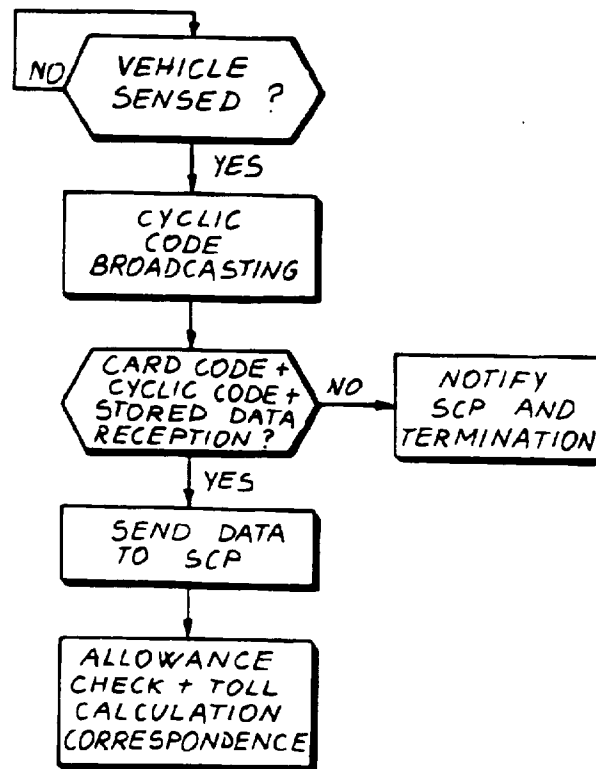 NO
VEHICLE
SENSED ?
YES
CYCLIC
CODE
BROADCASTING
CARD CODE +
CYCLIC CODE +
STORED DATA
RECEPTION ?
NO
NOTIFY
SCP AND
TERMINATION
YES
SEND DATA
TO SCP
ALLOWANCE
CHECK + TOLL
CALCULATION
CORRESPONDENCE